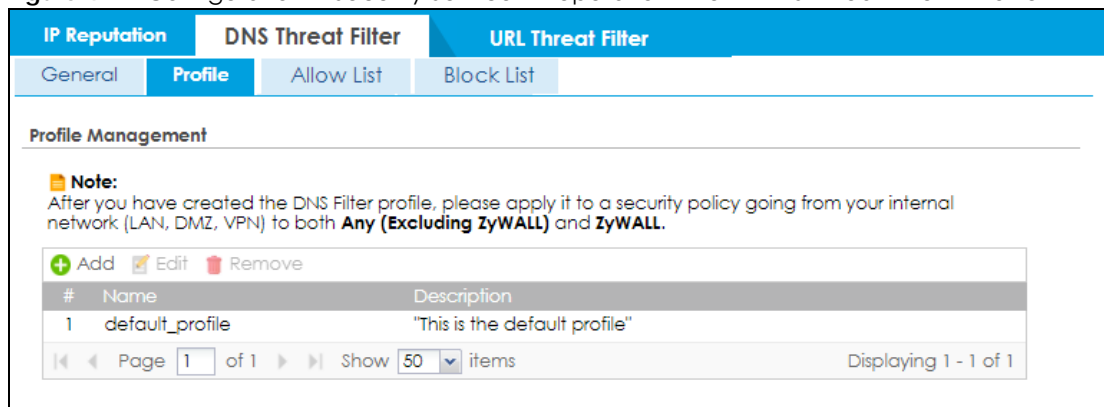 IP Reputation DNS Threat Filter URL Threat Filter
General Profile Allow List Block List
Profile Management
Note:
After you have created the DNS Filter profile, please apply it to a security policy going from your internal
network (LAN, DMZ, VPN) to both Any (Excluding ZyWALL) and ZyWALL.
Add Edit Remove
# Name Description
1 default_profile "This is the default profile"
Page 1 of 1 Show 50 items Displaying 1 - 1 of 1